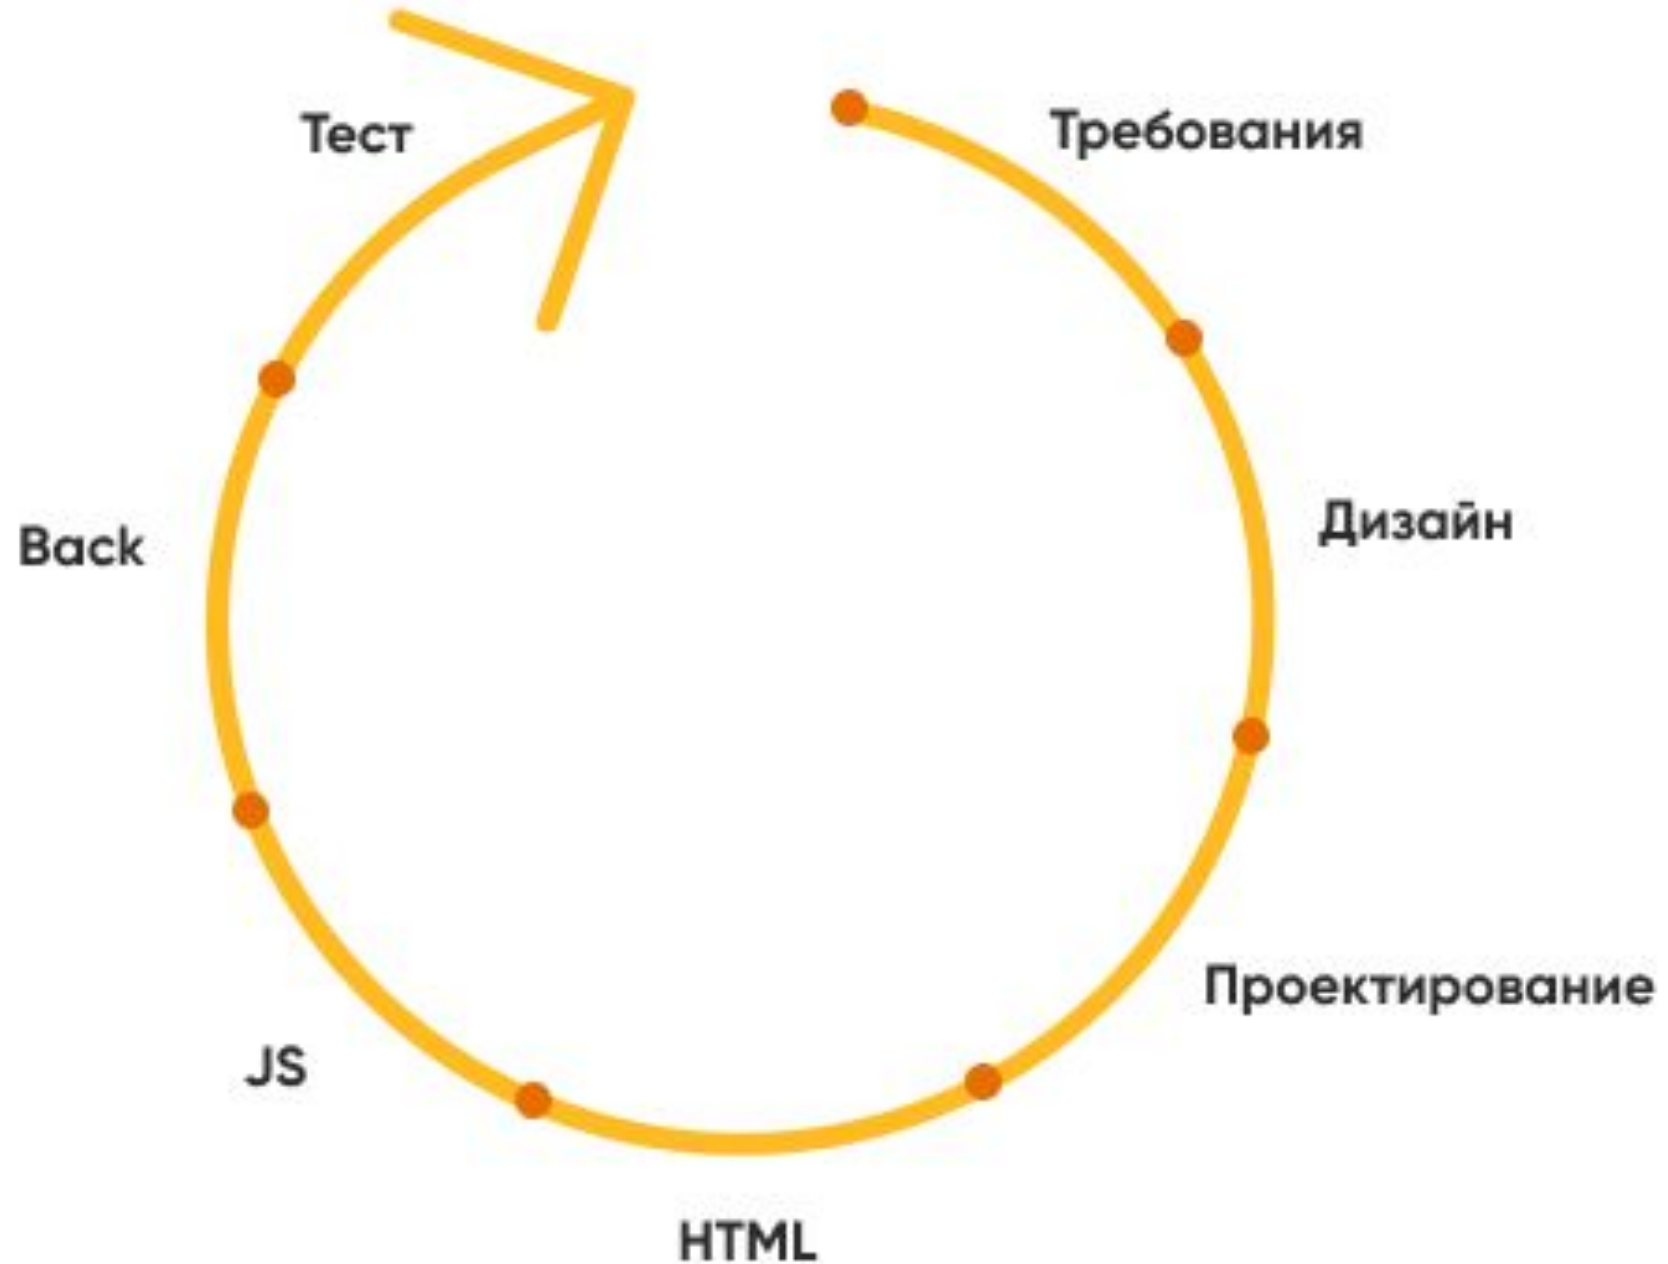 Тест
Требования
Back
Дизайн
Проектирование
JS
HTML